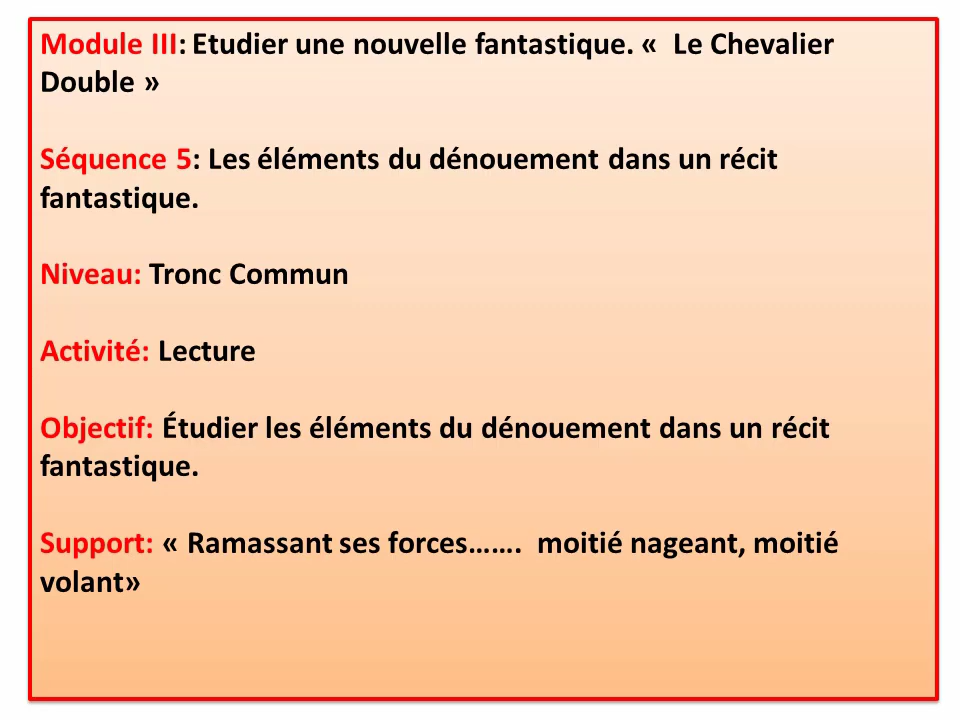 Module III: Etudier une nouvelle fantastique. «  Le Chevalier
Double »
Séquence 5: Les éléments du dénouement dans un récit
fantastique.
Niveau: Tronc Commun
Activité: Lecture
Objectif: Étudier les éléments du dénouement dans un récit
fantastique.
Support: « Ramassant ses forces…….  moitié nageant, moitié
volant»